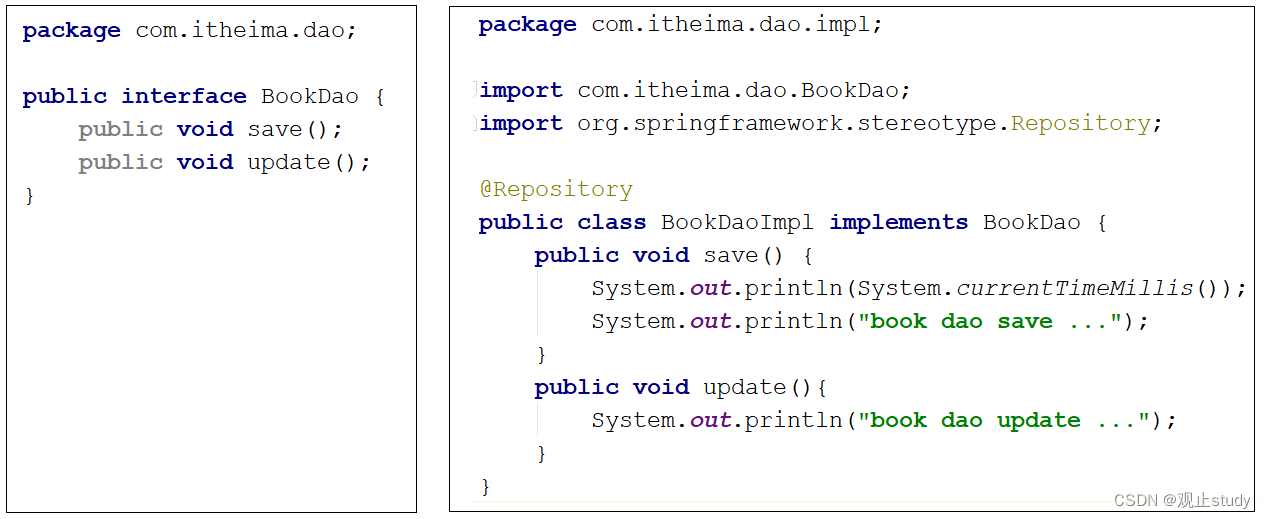 package com.itheima.dao;
public interface BookDao {
    public void save();
    public void update();
}
package com.itheima.dao.impl;
import com.itheima.dao.BookDao;
import org.springframework.stereotype.Repository;
@Repository
public class BookDaoImpl implements BookDao {
    public void save() {
        System.out.println(System.currentTimeMillis());
        System.out.println("book dao save ...");
    }
    public void update(){
        System.out.println("book dao update ...");
    }
}
CSDN @观止study